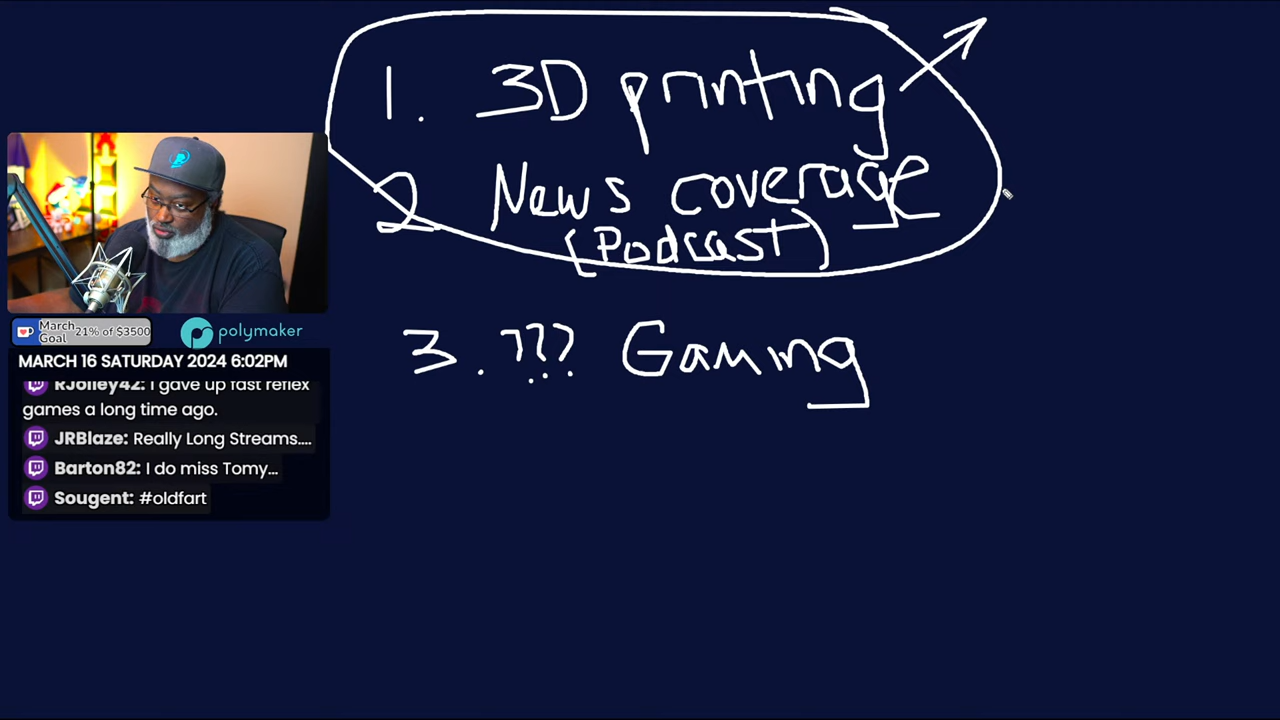 1. 3D printing
2 News coverage
(Podcast)
3. ??? Gaming
March
Goal
21% of $3500
polymaker
MARCH 16 SATURDAY 2024 6:02PM
RJolley42: I gave up fast reflex
games a long time ago.
JRBlaze: Really Long Streams....
Barton82: I do miss Tomy...
Sougent: #oldfart